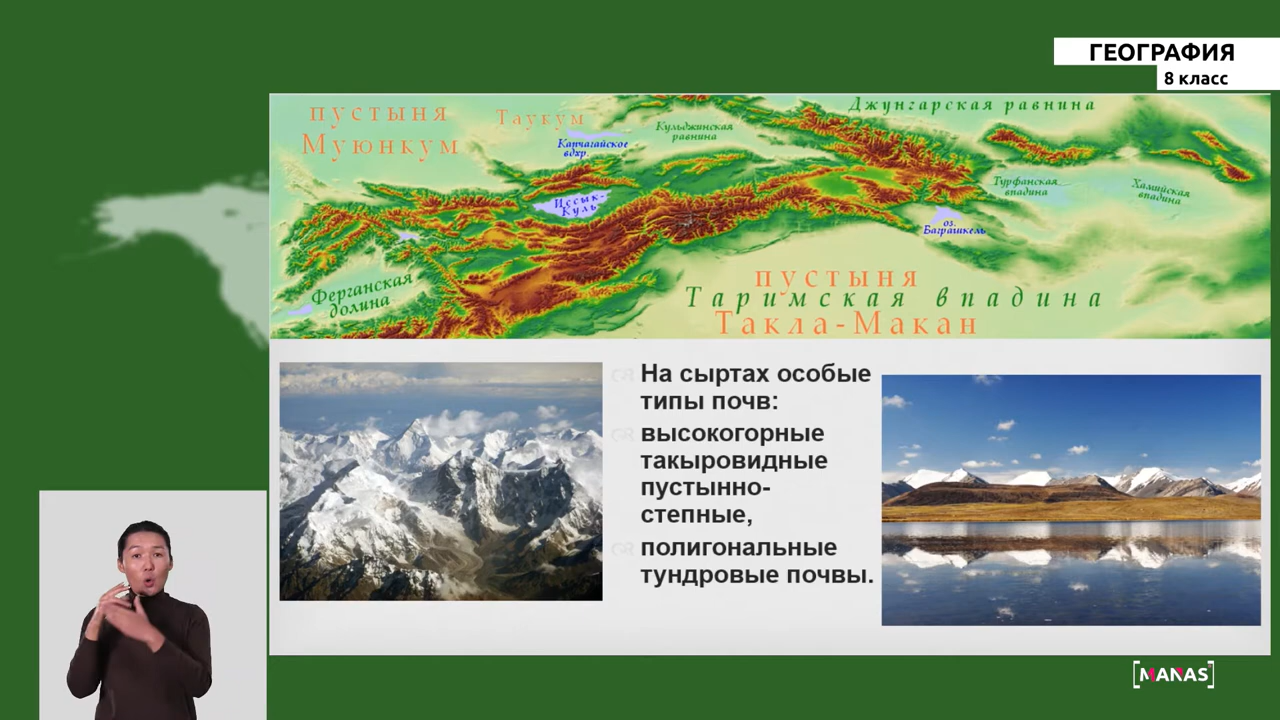 ГЕОГРАФИЯ
8 класс
пустыня
Муюнкум
Таукум
Капчагайское
вдхр.
Кульджинская
равнина
Джунгарская равнина
Турфанская
впадина
Хамийская
впадина
Иссык-
Куль
оз.
Баграшкель
Ферганская
долина
пустыня
Таримская впадина
Такла-Макан
На сыртах особые
типы почв:
высокогорные
такыровидные
пустынно-
степные,
полигональные
тундровые почвы.
[MANAS]